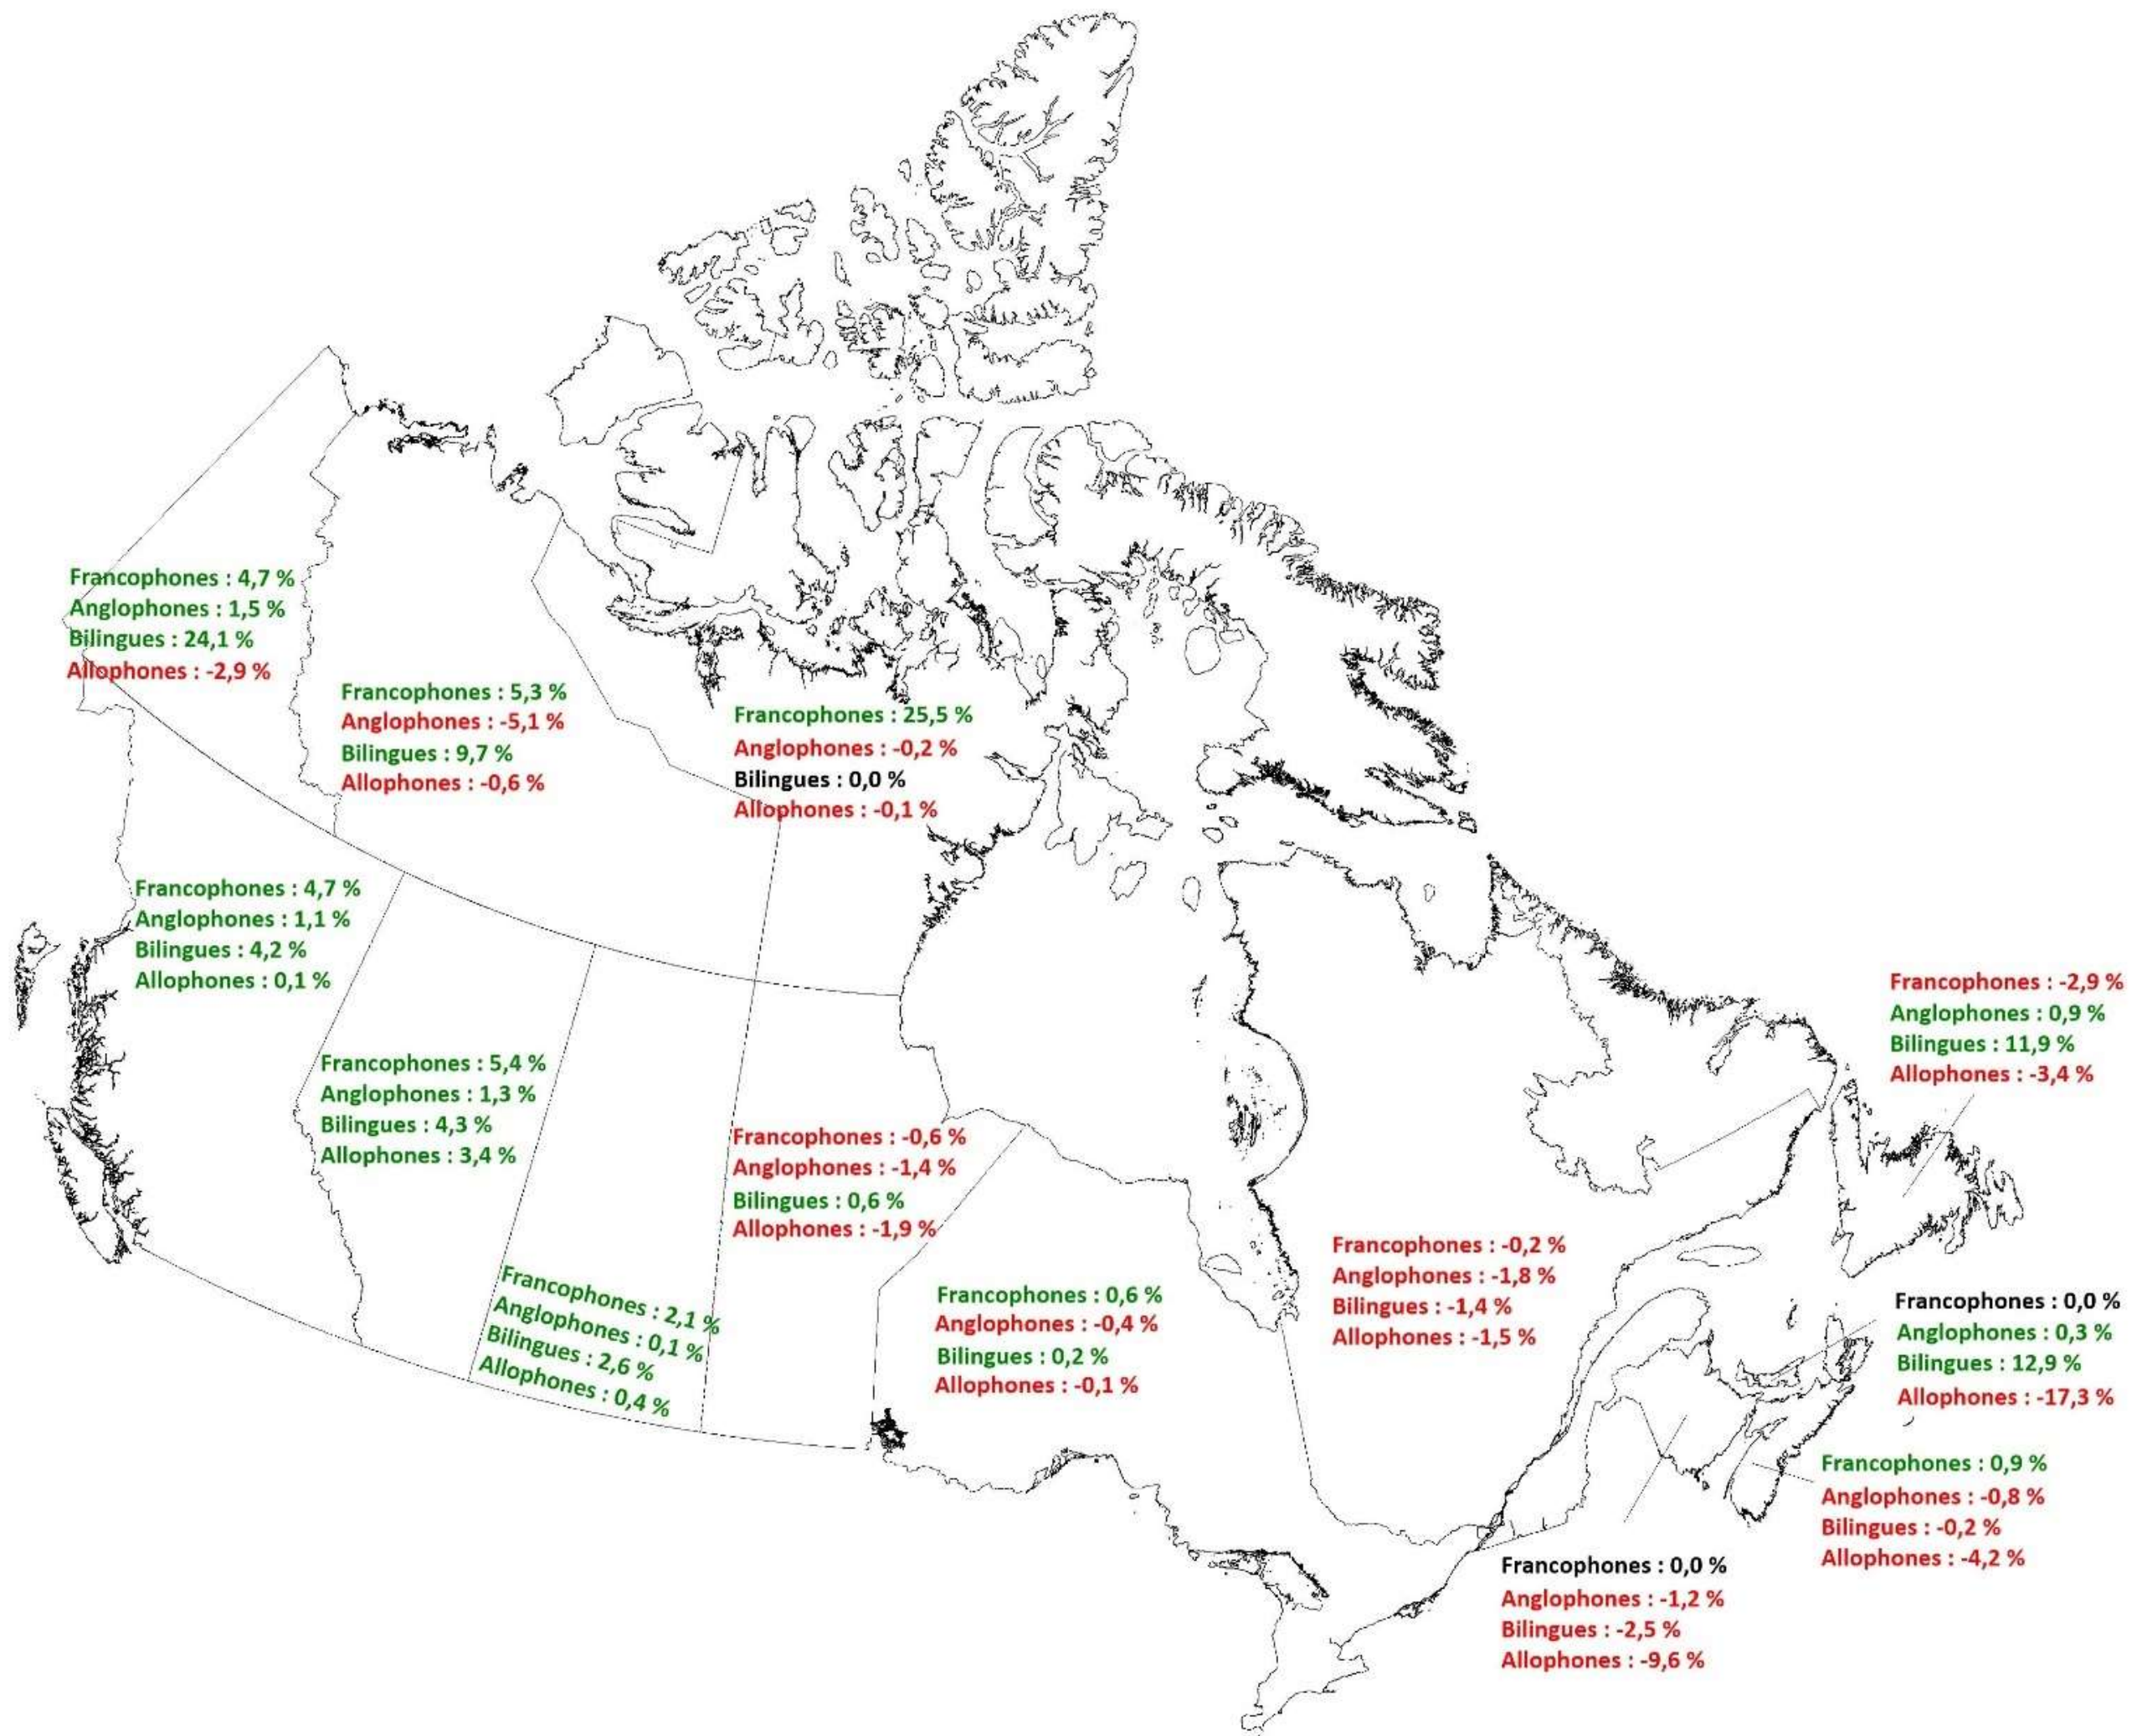 Francophones : 4,7 %
Anglophones : 1,5 %
Bilingues : 24,1 %
Allophones : -2,9 %
Francophones : 5,3 %
Anglophones : -5,1 %
Bilingues : 9,7 %
Allophones : -0,6 %
Francophones : 25,5 %
Anglophones : -0,2 %
Bilingues : 0,0 %
Allophones : -0,1 %
Francophones : 4,7 %
Anglophones : 1,1 %
Bilingues : 4,2 %
Allophones : 0,1 %
Francophones : 5,4 %
Anglophones : 1,3 %
Bilingues : 4,3 %
Allophones : 3,4 %
Francophones : 2,1 %
Anglophones : 0,1 %
Bilingues : 2,6 %
Allophones : 0,4 %
Francophones : -0,6 %
Anglophones : -1,4 %
Bilingues : 0,6 %
Allophones : -1,9 %
Francophones : 0,6 %
Anglophones : -0,4 %
Bilingues : 0,2 %
Allophones : -0,1 %
Francophones : -0,2 %
Anglophones : -1,8 %
Bilingues : -1,4 %
Allophones : -1,5 %
Francophones : -2,9 %
Anglophones : 0,9 %
Bilingues : 11,9 %
Allophones : -3,4 %
Francophones : 0,0 %
Anglophones : 0,3 %
Bilingues : 12,9 %
Allophones : -17,3 %
Francophones : 0,9 %
Anglophones : -0,8 %
Bilingues : -0,2 %
Allophones : -4,2 %
Francophones : 0,0 %
Anglophones : -1,2 %
Bilingues : -2,5 %
Allophones : -9,6 %